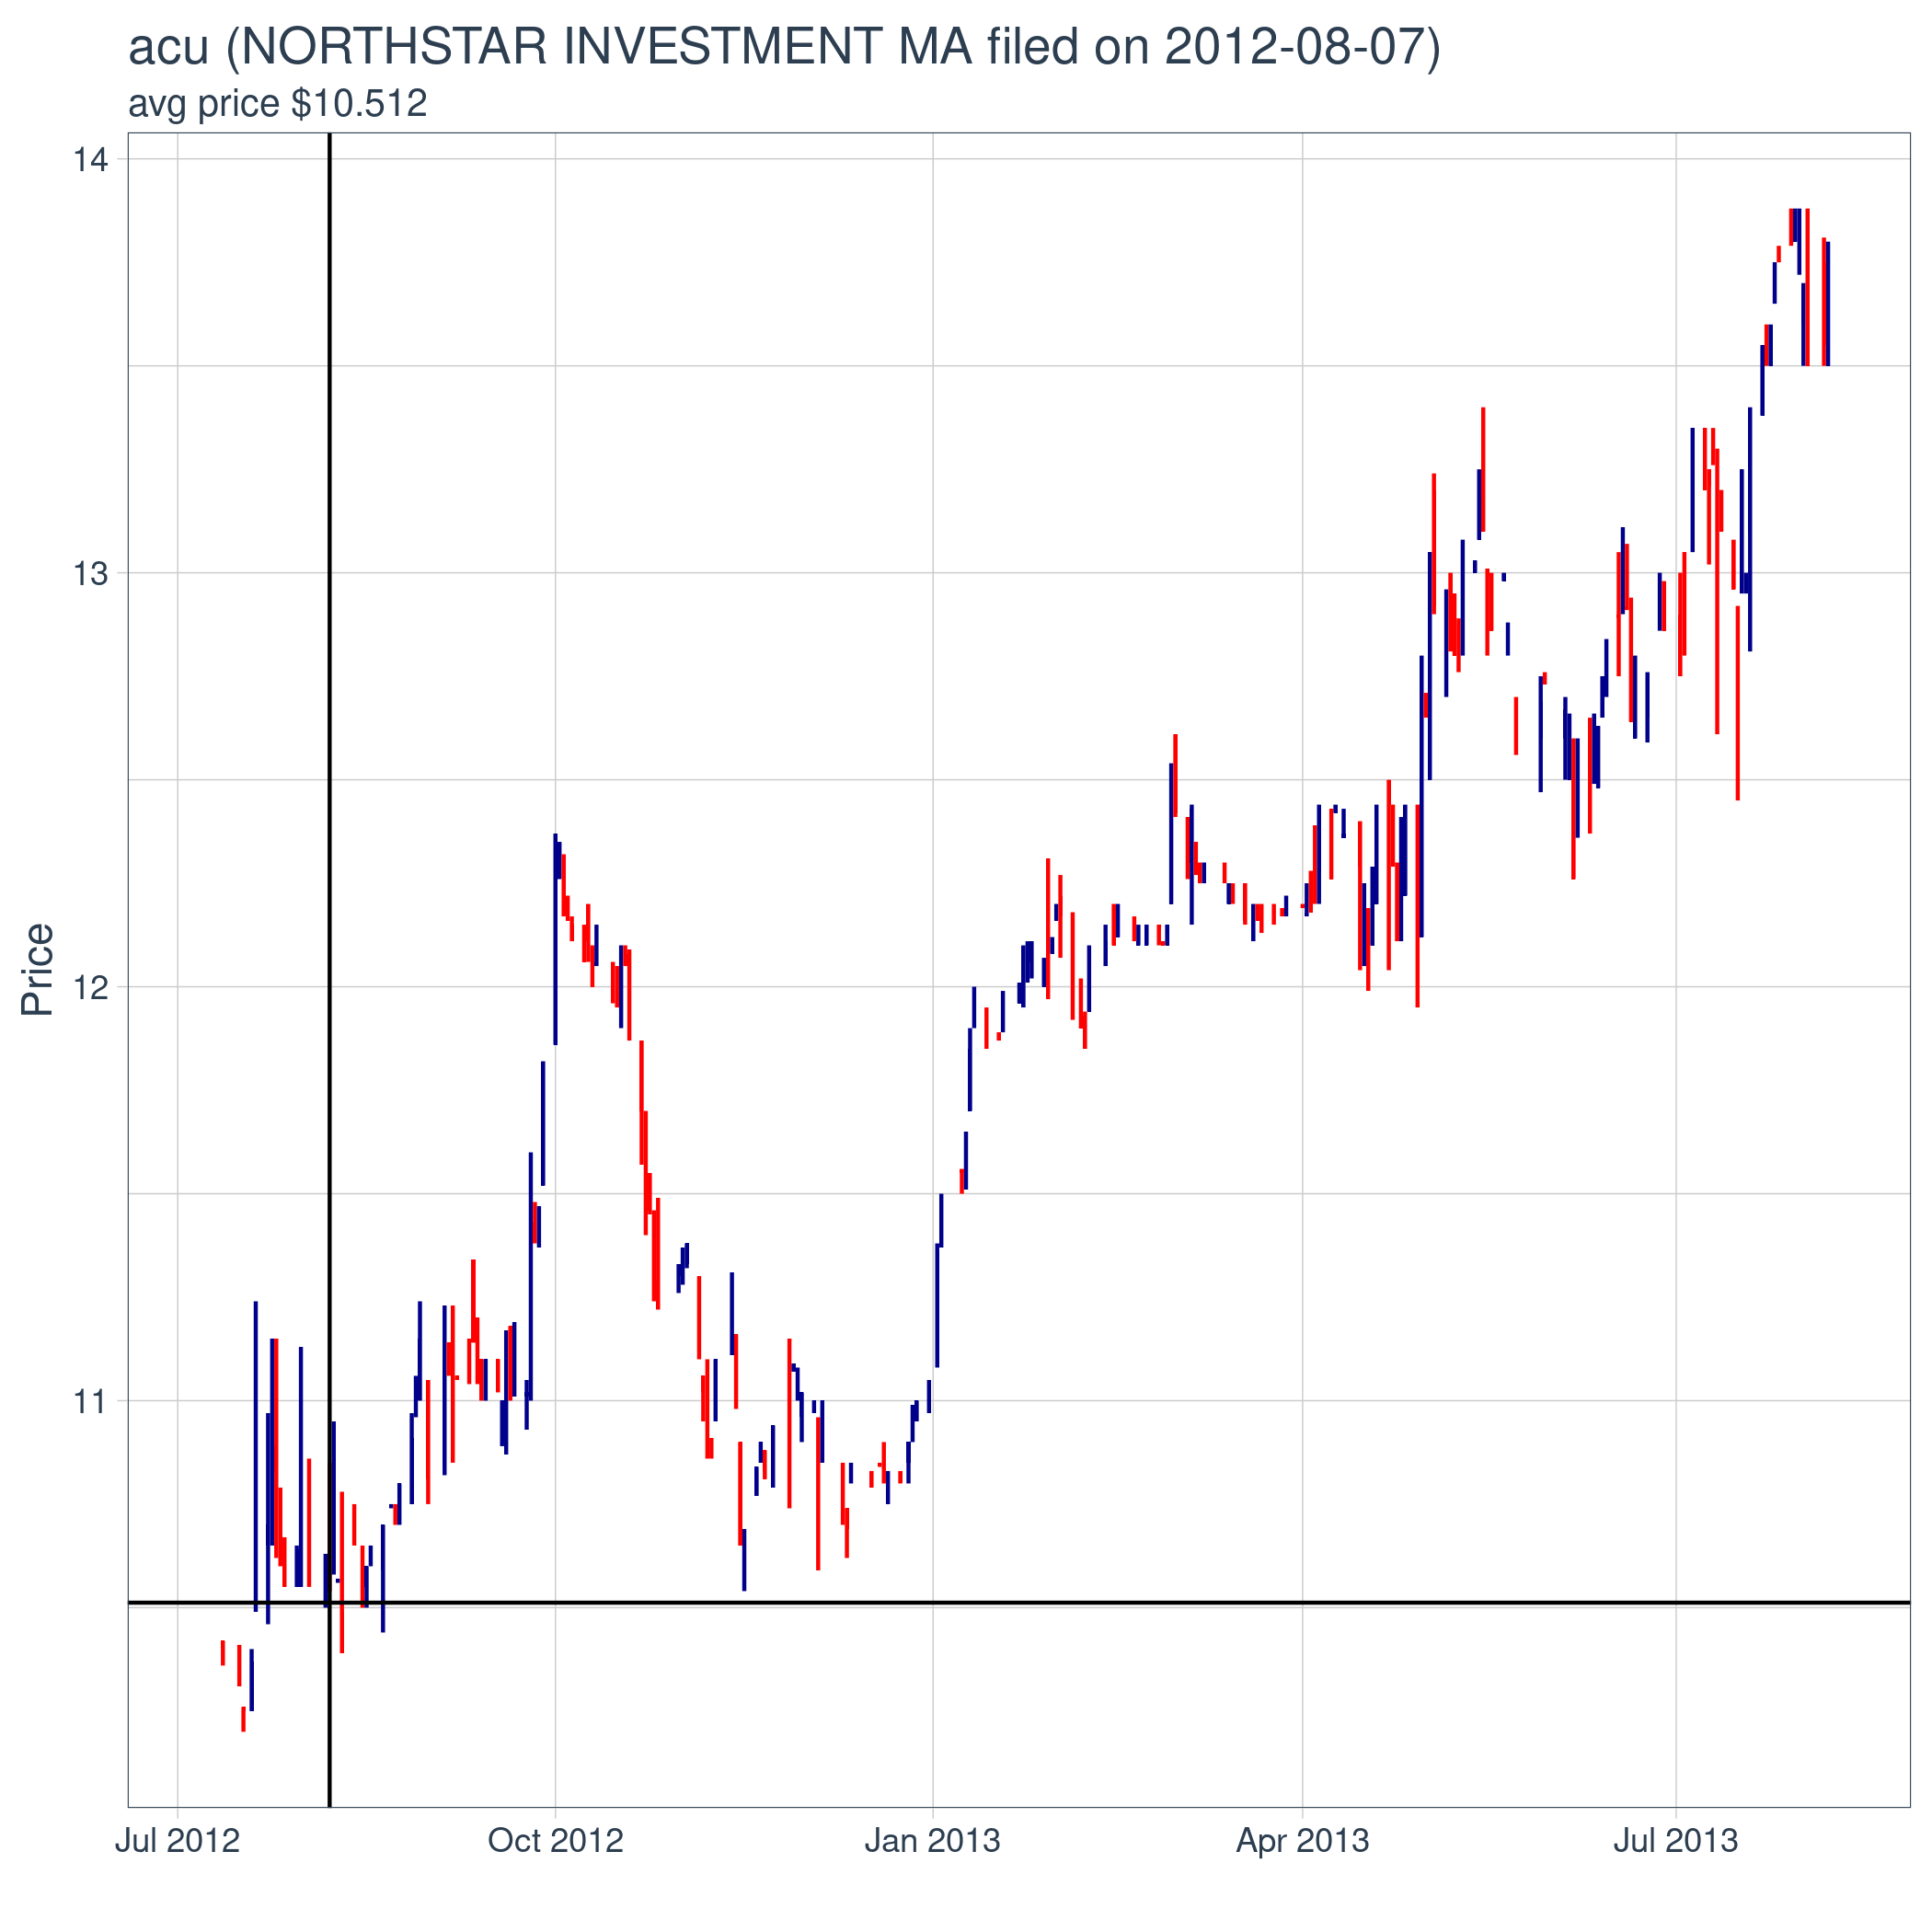 acu (NORTHSTAR INVESTMENT MA filed on 2012-08-07)
avg price $10.512
14
13
12
11
Price
Jul 2012 Oct 2012 Jan 2013 Apr 2013 Jul 2013